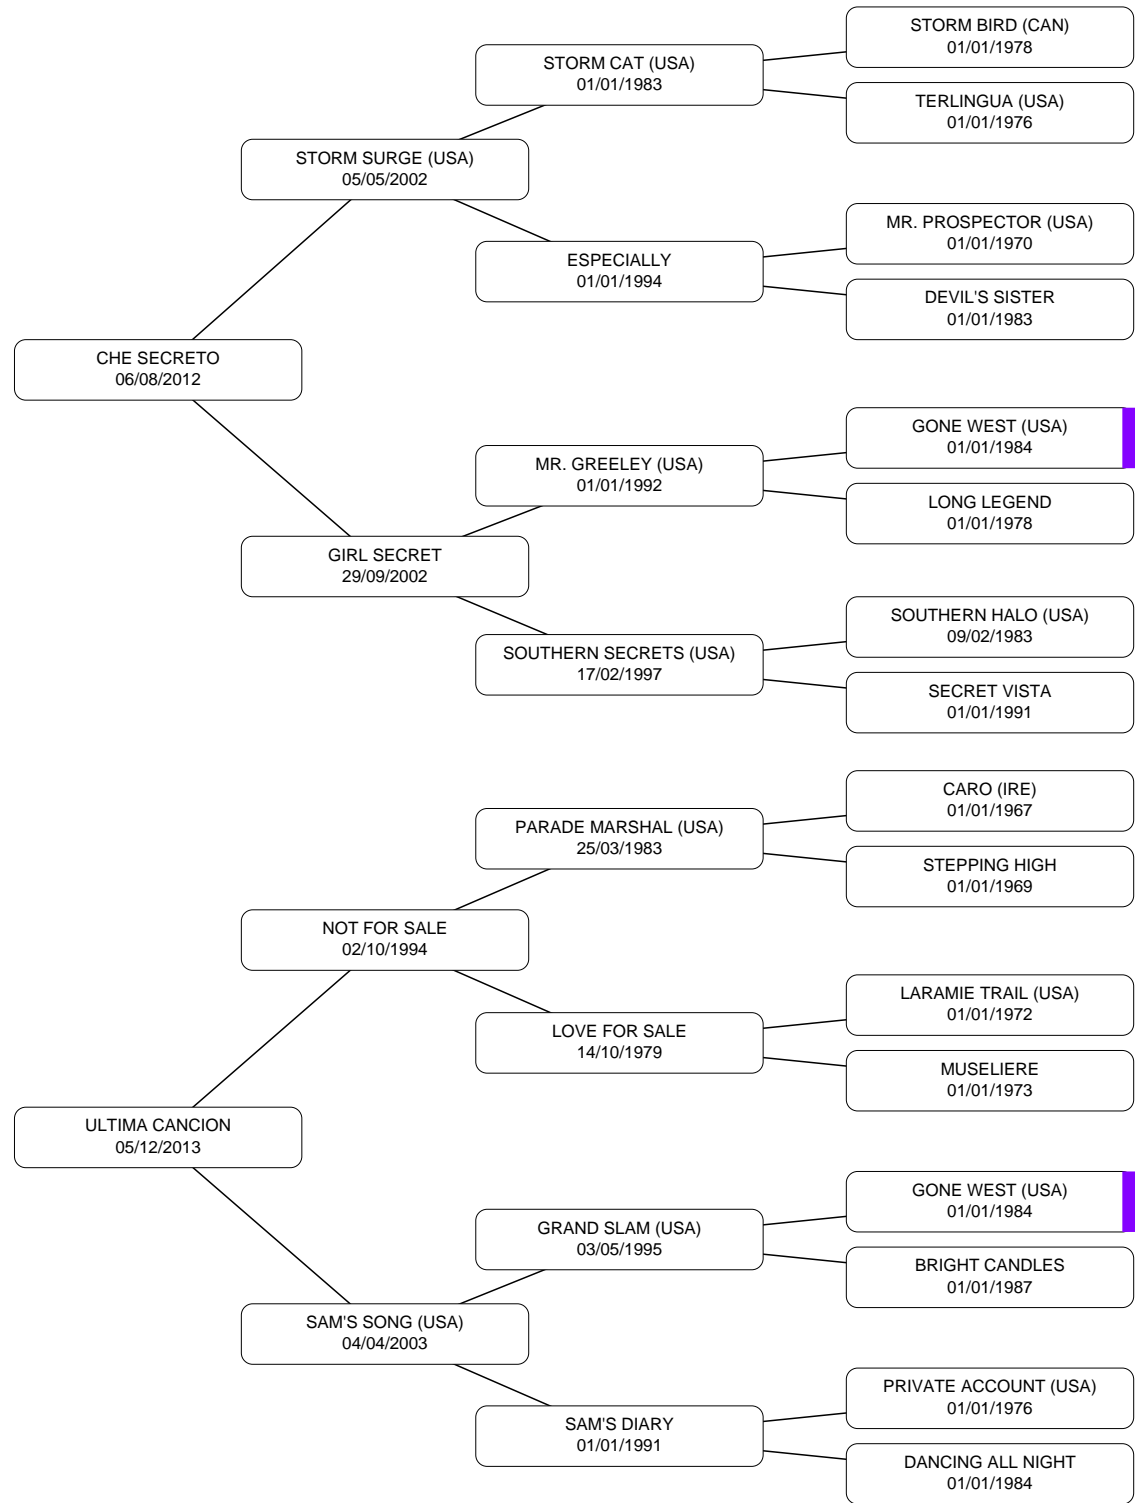 STORM BIRD (CAN)
01/01/1978
STORM CAT (USA)
01/01/1983
TERLINGUA (USA)
01/01/1976
STORM SURGE (USA)
05/05/2002
MR. PROSPECTOR (USA)
01/01/1970
ESPECIALLY
01/01/1994
DEVIL'S SISTER
01/01/1983
CHE SECRETO
06/08/2012
GONE WEST (USA)
01/01/1984
MR. GREELEY (USA)
01/01/1992
LONG LEGEND
01/01/1978
GIRL SECRET
29/09/2002
SOUTHERN HALO (USA)
09/02/1983
SOUTHERN SECRETS (USA)
17/02/1997
SECRET VISTA
01/01/1991
CARO (IRE)
01/01/1967
PARADE MARSHAL (USA)
25/03/1983
STEPPING HIGH
01/01/1969
NOT FOR SALE
02/10/1994
LARAMIE TRAIL (USA)
01/01/1972
LOVE FOR SALE
14/10/1979
MUSELIERE
01/01/1973
ULTIMA CANCION
05/12/2013
GONE WEST (USA)
01/01/1984
GRAND SLAM (USA)
03/05/1995
BRIGHT CANDLES
01/01/1987
SAM'S SONG (USA)
04/04/2003
PRIVATE ACCOUNT (USA)
01/01/1976
SAM'S DIARY
01/01/1991
DANCING ALL NIGHT
01/01/1984